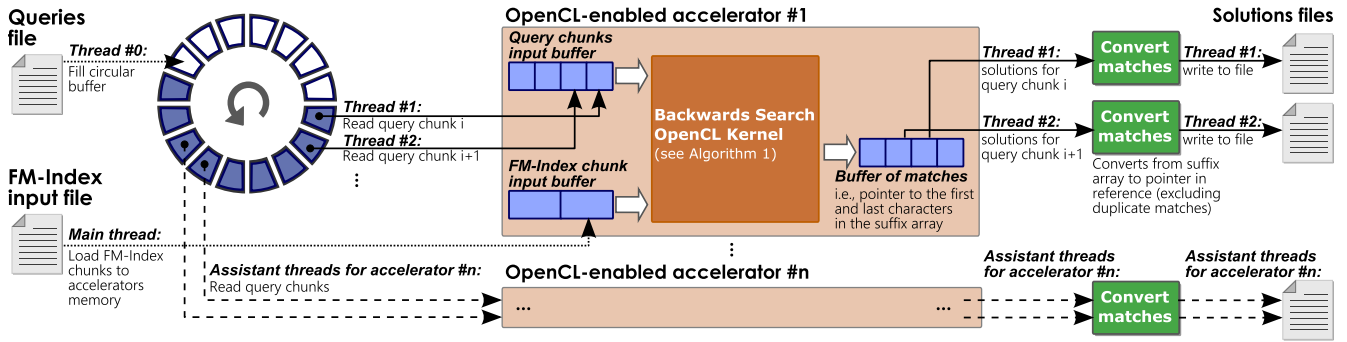 Queries
file
Thread #0:
Fill circular
buffer
FM-Index
input file
Main thread:
Load FM-Index
chunks to
accelerators
memory
Thread #1:
Read query chunk i
Thread #2:
Read query chunk i+1
⋮
Assistant threads for accelerator #n:
Read query chunks
OpenCL-enabled accelerator #1
Query chunks
input buffer
FM-Index chunk
input buffer
Backwards Search
OpenCL Kernel
(see Algorithm 1)
Buffer of matches
i.e., pointer to the first
and last characters
in the suffix array
⋮
OpenCL-enabled accelerator #n
...
...
Thread #1:
solutions for
query chunk i
Thread #2:
solutions for
query chunk i+1
Convert
matches
Convert
matches
Converts from suffix
array to pointer in
reference (excluding
duplicate matches)
Solutions files
Thread #1:
write to file
Thread #2:
write to file
Assistant threads
for accelerator #n:
Convert
matches
Assistant threads
for accelerator #n: